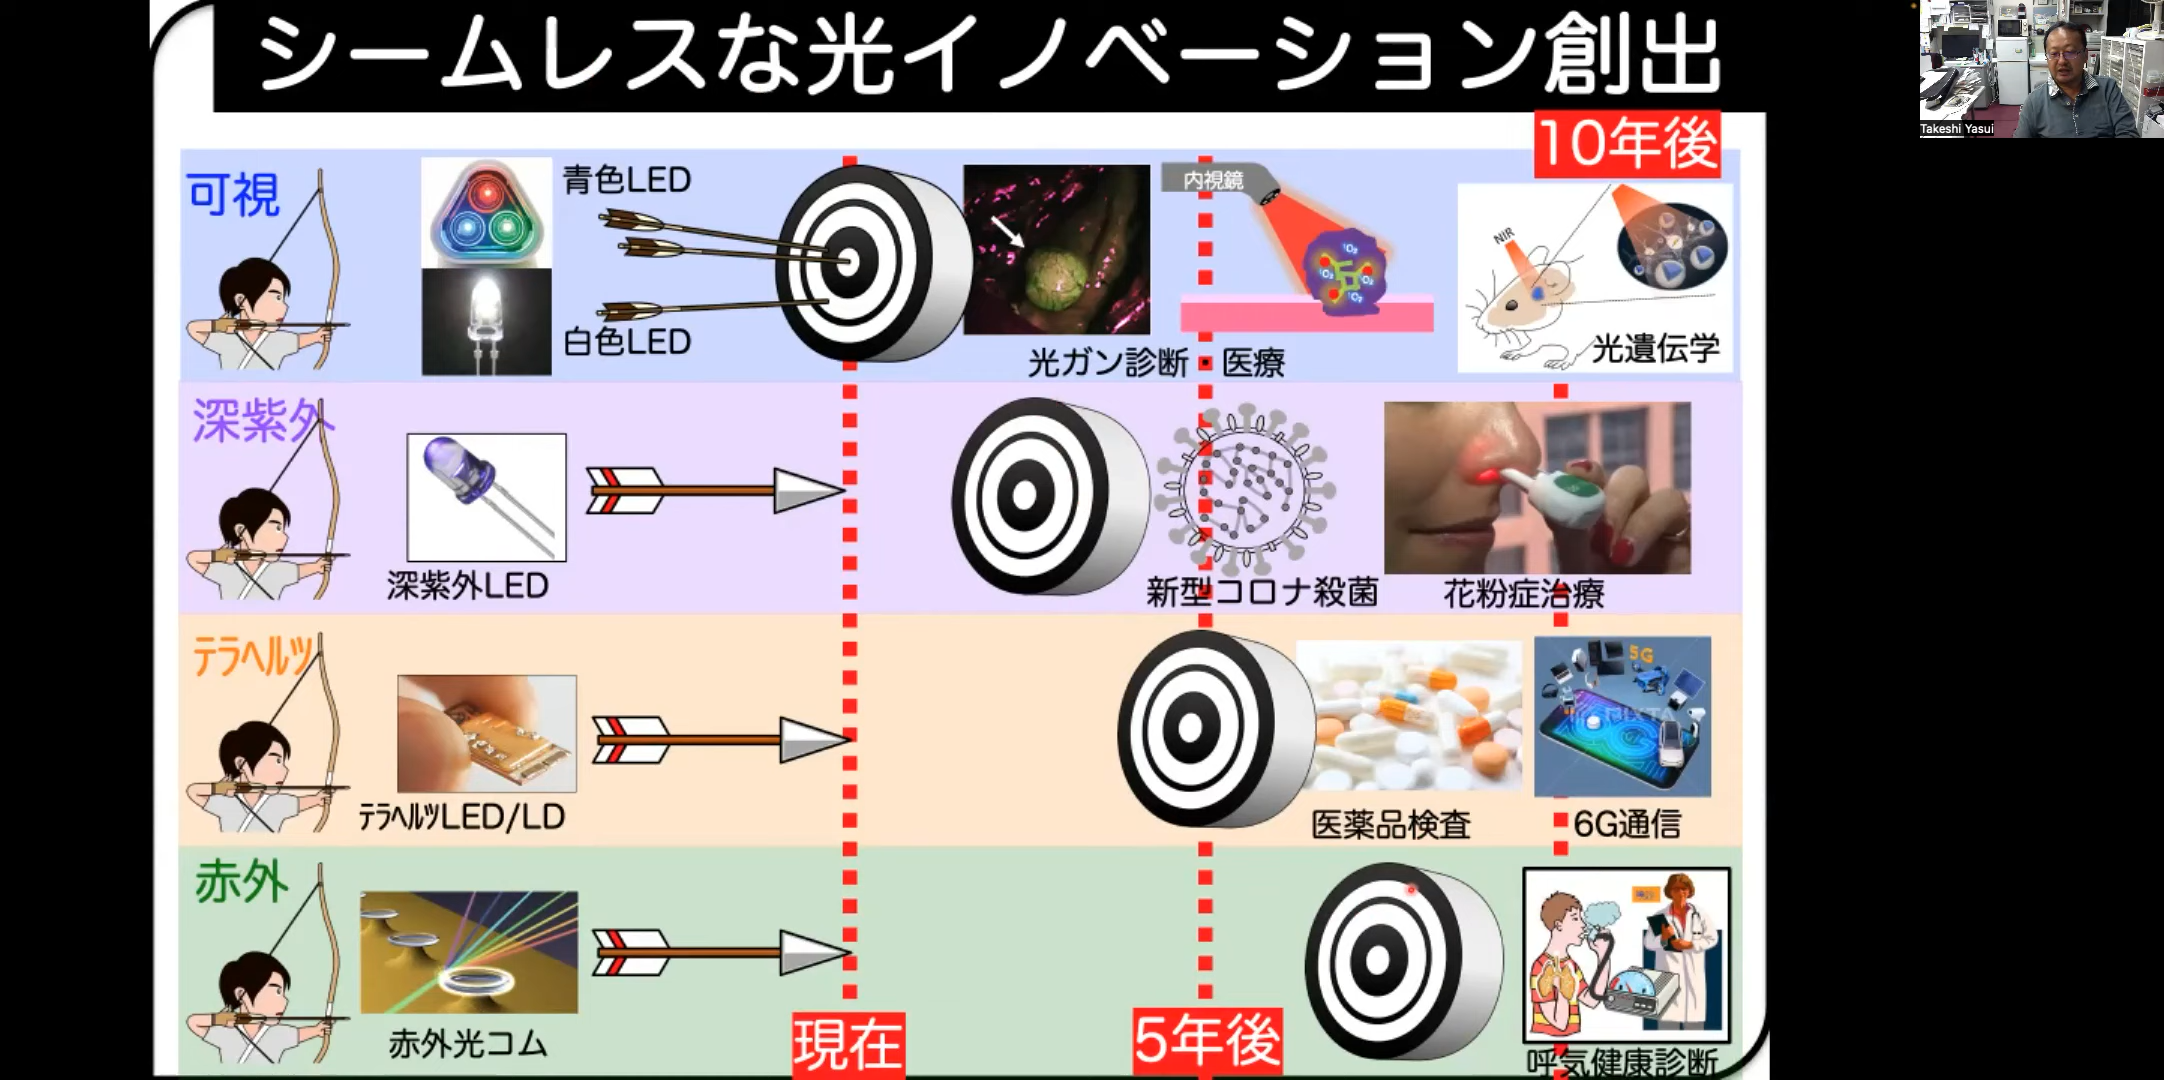 シームレスな光イノベーション創出
Takeshi Yasui
10年後
可視
青色LED
白色LED
内視鏡
¹O₂
¹O₂
¹O₂
¹O₂
光ガン診断・医療
NIR
光遺伝学
深紫外
深紫外LED
新型コロナ殺菌
花粉症治療
テラヘルツ
テラヘルツLED/LD
医薬品検査
5G
6G通信
赤外
赤外光コム
現在
5年後
呼気健康診断